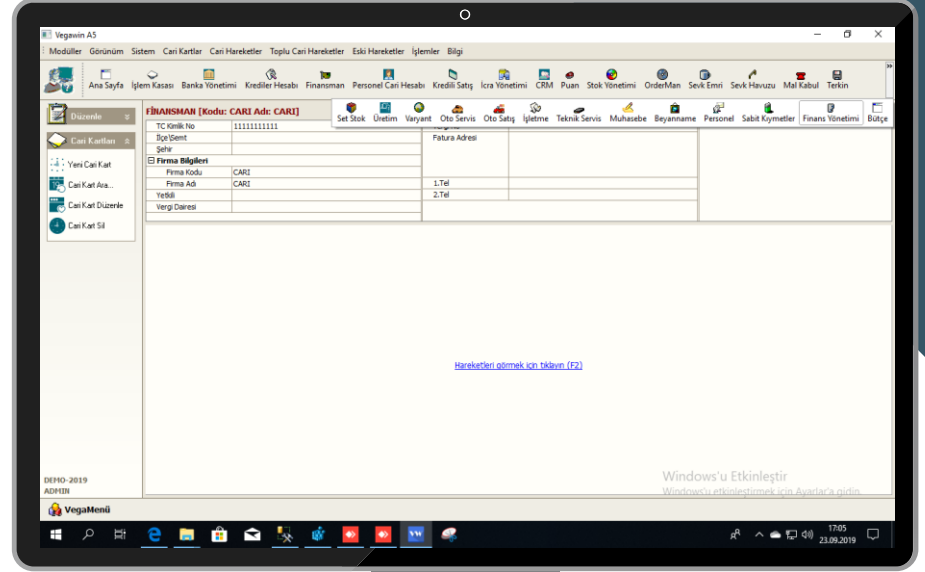 Vegawin A5
Modüller Görünüm Sistem Cari Kartlar Cari Hareketler Toplu Cari Hareketler Eski Hareketler İşlemler Bilgi
Ana Sayfa İşlem Kasası Banka Yönetimi Krediler Hesabı Finansman Personel Cari Hesabı Kredili Satış İcra Yönetimi CRM Puan Stok Yönetimi OrderMan Sevk Emri Sevk Havuzu Mal Kabul Terkin
Set Stok Üretim Varyant Oto Servis Oto Satış İşletme Teknik Servis Muhasebe Beyanname Personel Sabit Kıymetler Finans Yönetimi Bütçe
Düzenle
Cari Kartları
Yeni Cari Kart
Cari Kart Ara...
Cari Kart Düzenle
Cari Kart Sil
FİNANSMAN [Kodu: CARI Adı: CARI]
TC Kimlik No 11111111111
İlçe\Semt Fatura Adresi
Şehir
Firma Bilgileri
Firma Kodu CARI
Firma Adı CARI 1.Tel
Yetkili 2.Tel
Vergi Dairesi
Hareketleri görmek için tıklayın (F2)
Windows'u Etkinleştir
Windows'u etkinleştirmek için Ayarlar'a gidin.
DEMO-2019
ADMIN
VegaMenü
17:05
23.09.2019